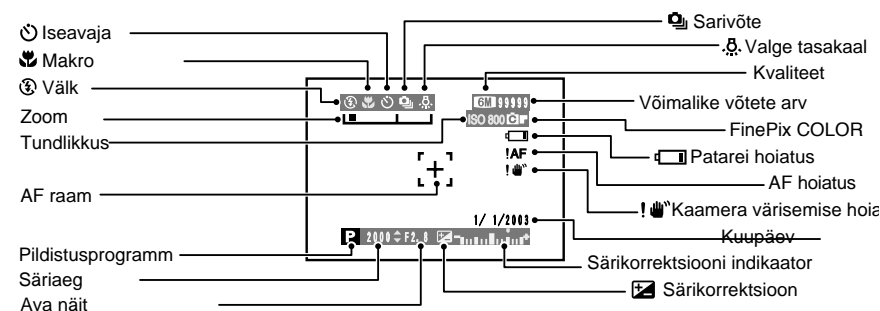 Iseavaja
Makro
Välk
Zoom
Tundlikkus
AF raam
Pildistusprogramm
Säriaeg
Ava näit
6M 99999
ISO 800 C F
!AF
!
1/ 1/2003
P 2000 F2.8
Sarivõte
Valge tasakaal
Kvaliteet
Võimalike võtete arv
FinePix COLOR
Patarei hoiatus
AF hoiatus
! Kaamera värisemise hoia
Kuupäev
Särikorrektsiooni indikaator
Särikorrektsioon